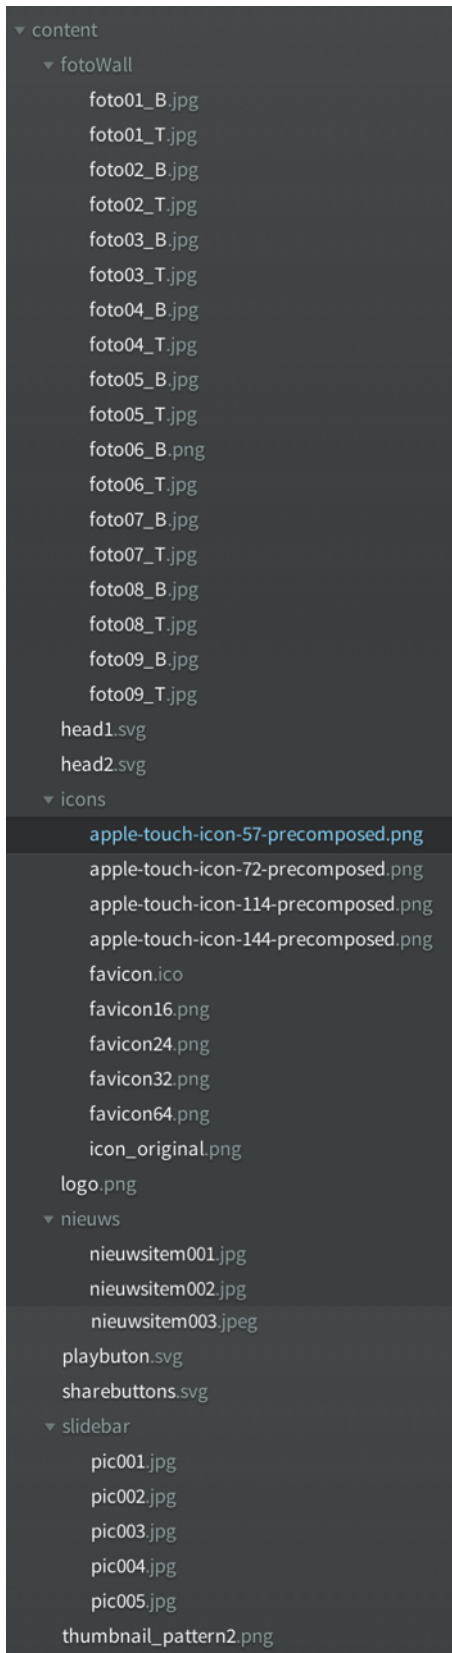 content
fotoWall
foto01_B.jpg
foto01_T.jpg
foto02_B.jpg
foto02_T.jpg
foto03_B.jpg
foto03_T.jpg
foto04_B.jpg
foto04_T.jpg
foto05_B.jpg
foto05_T.jpg
foto06_B.png
foto06_T.jpg
foto07_B.jpg
foto07_T.jpg
foto08_B.jpg
foto08_T.jpg
foto09_B.jpg
foto09_T.jpg
head1.svg
head2.svg
icons
apple-touch-icon-57-precomposed.png
apple-touch-icon-72-precomposed.png
apple-touch-icon-114-precomposed.png
apple-touch-icon-144-precomposed.png
favicon.ico
favicon16.png
favicon24.png
favicon32.png
favicon64.png
icon_original.png
logo.png
nieuws
nieuwsitem001.jpg
nieuwsitem002.jpg
nieuwsitem003.jpeg
playbuton.svg
sharebuttons.svg
slidebar
pic001.jpg
pic002.jpg
pic003.jpg
pic004.jpg
pic005.jpg
thumbnail_pattern2.png